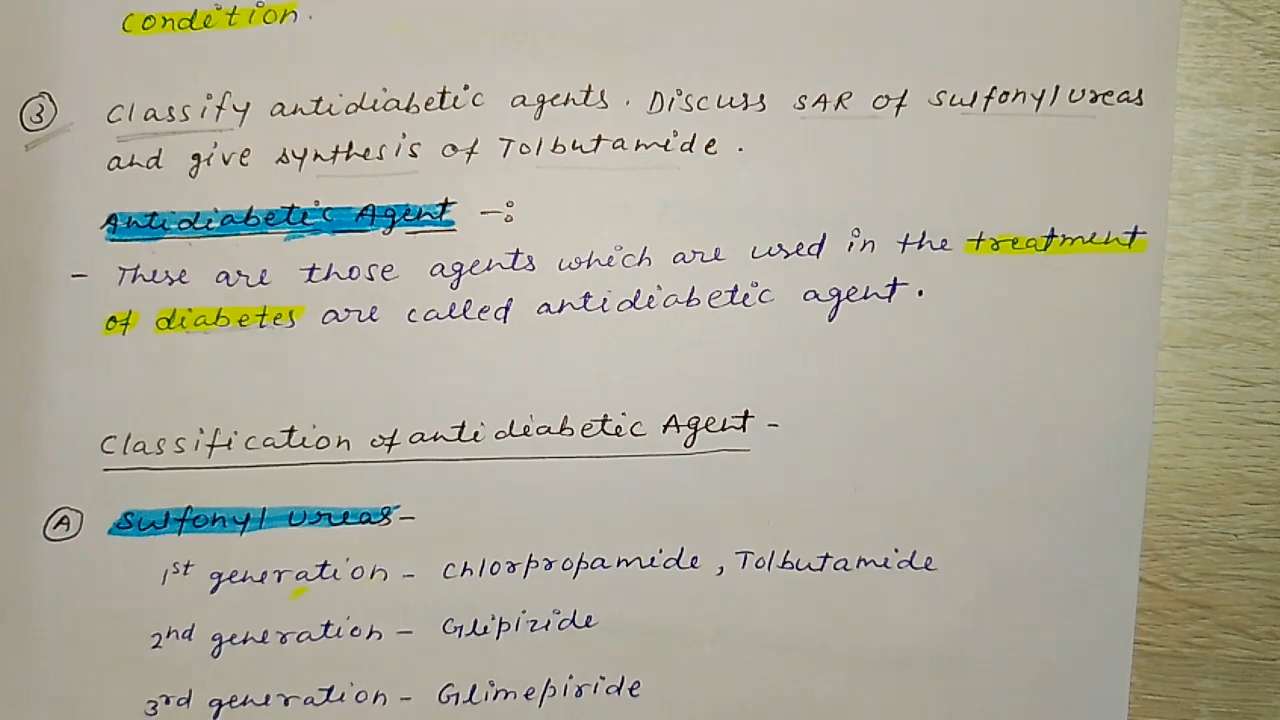 condition.
③ Classify antidiabetic agents. Discuss SAR of sulfonyl ureas
and give synthesis of Tolbutamide.
Antidiabetic Agent -:
- These are those agents which are used in the treatment
of diabetes are called antidiabetic agent.
Classification of antidiabetic Agent -
Ⓐ Sulfonyl Ureas-
1st generation - Chlorpropamide, Tolbutamide
2nd generation - Glipizide
3rd generation - Glimepiride